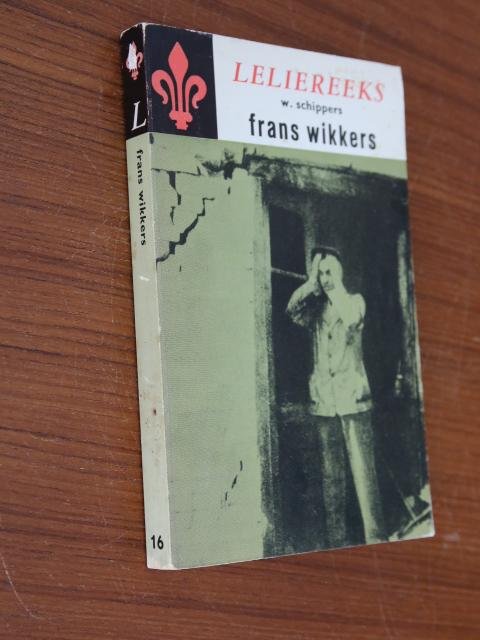 LELIEREEKS
w. schippers
frans wikkers
L
frans wikkers
16